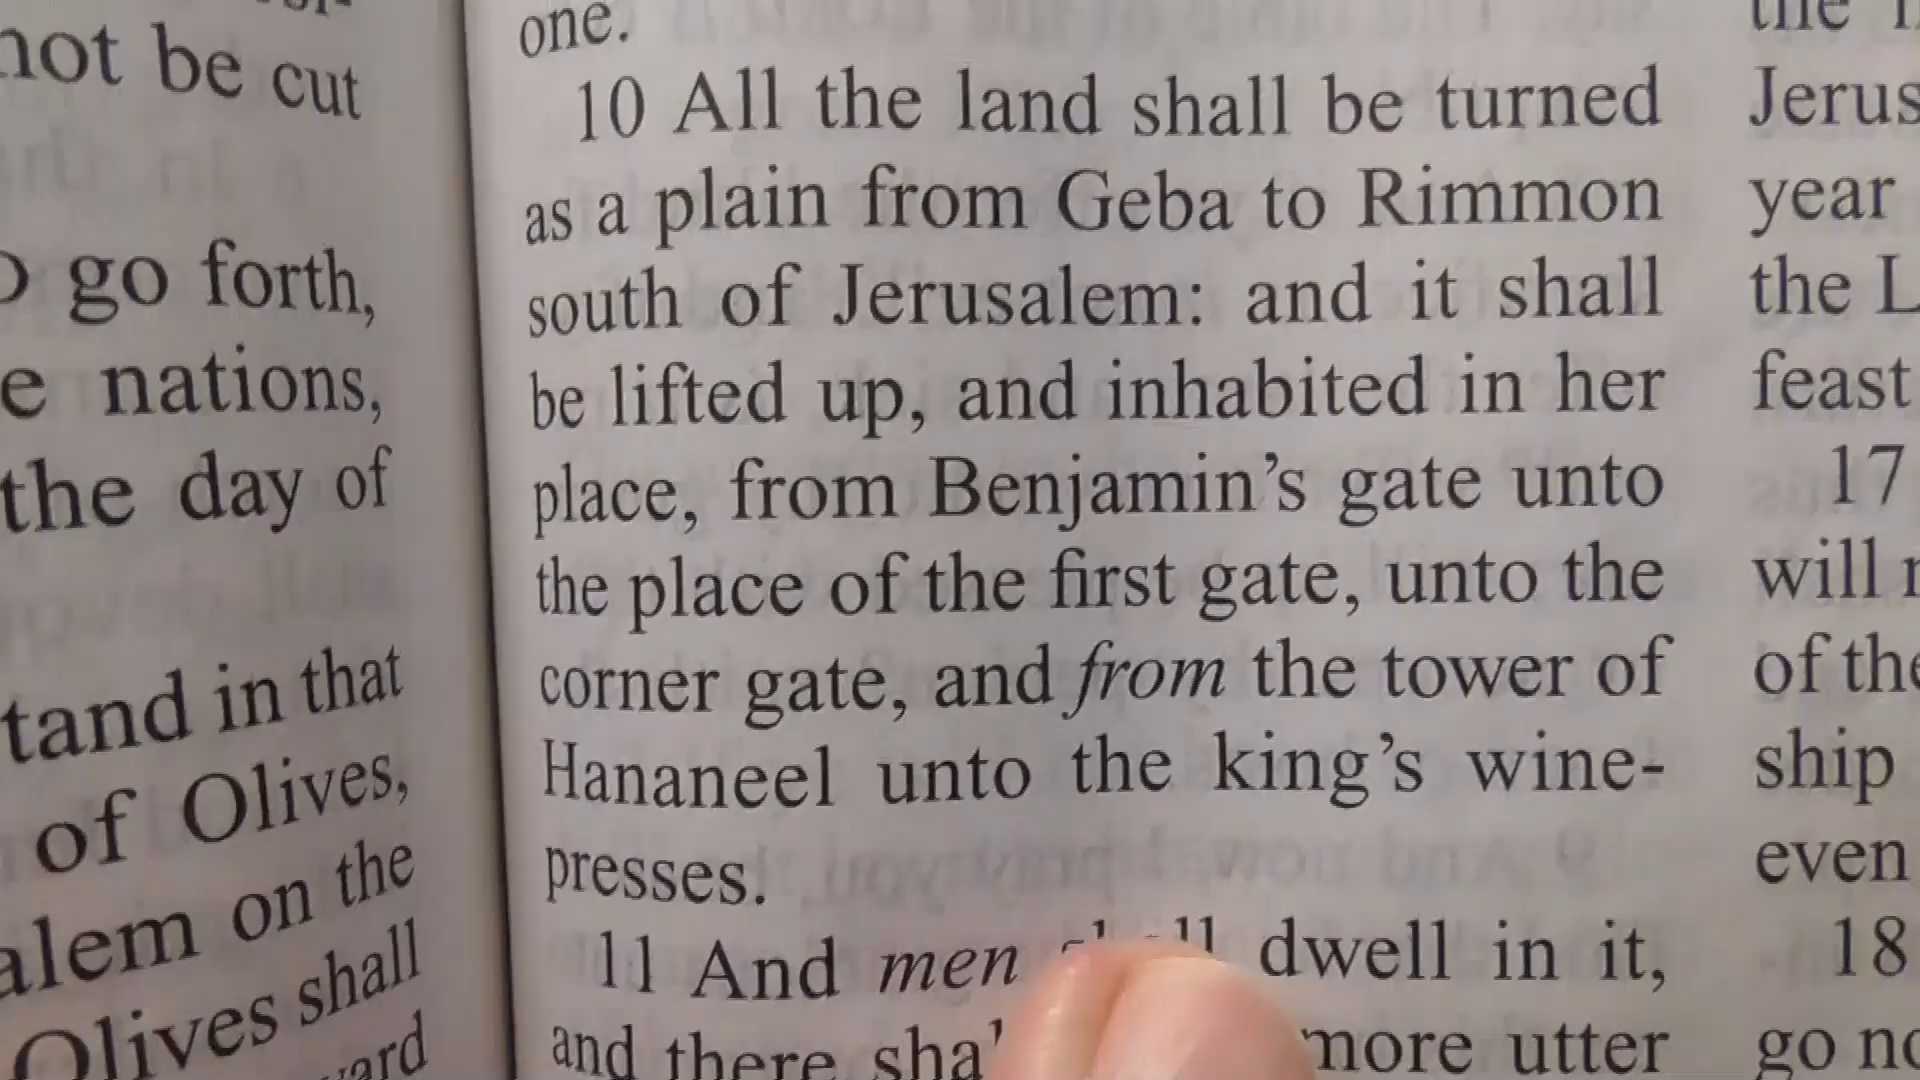 not be cut
go forth,
e nations,
the day of
tand in that
of Olives,
alem on the
Olives shall
ward
one.
10 All the land shall be turned
as a plain from Geba to Rimmon
south of Jerusalem: and it shall
be lifted up, and inhabited in her
place, from Benjamin’s gate unto
the place of the first gate, unto the
corner gate, and from the tower of
Hananeel unto the king’s wine-
presses.
11 And men dwell in it,
and there more utter
the
Jerus
year
the L
feast
17
will
of the
ship
even
18
go no